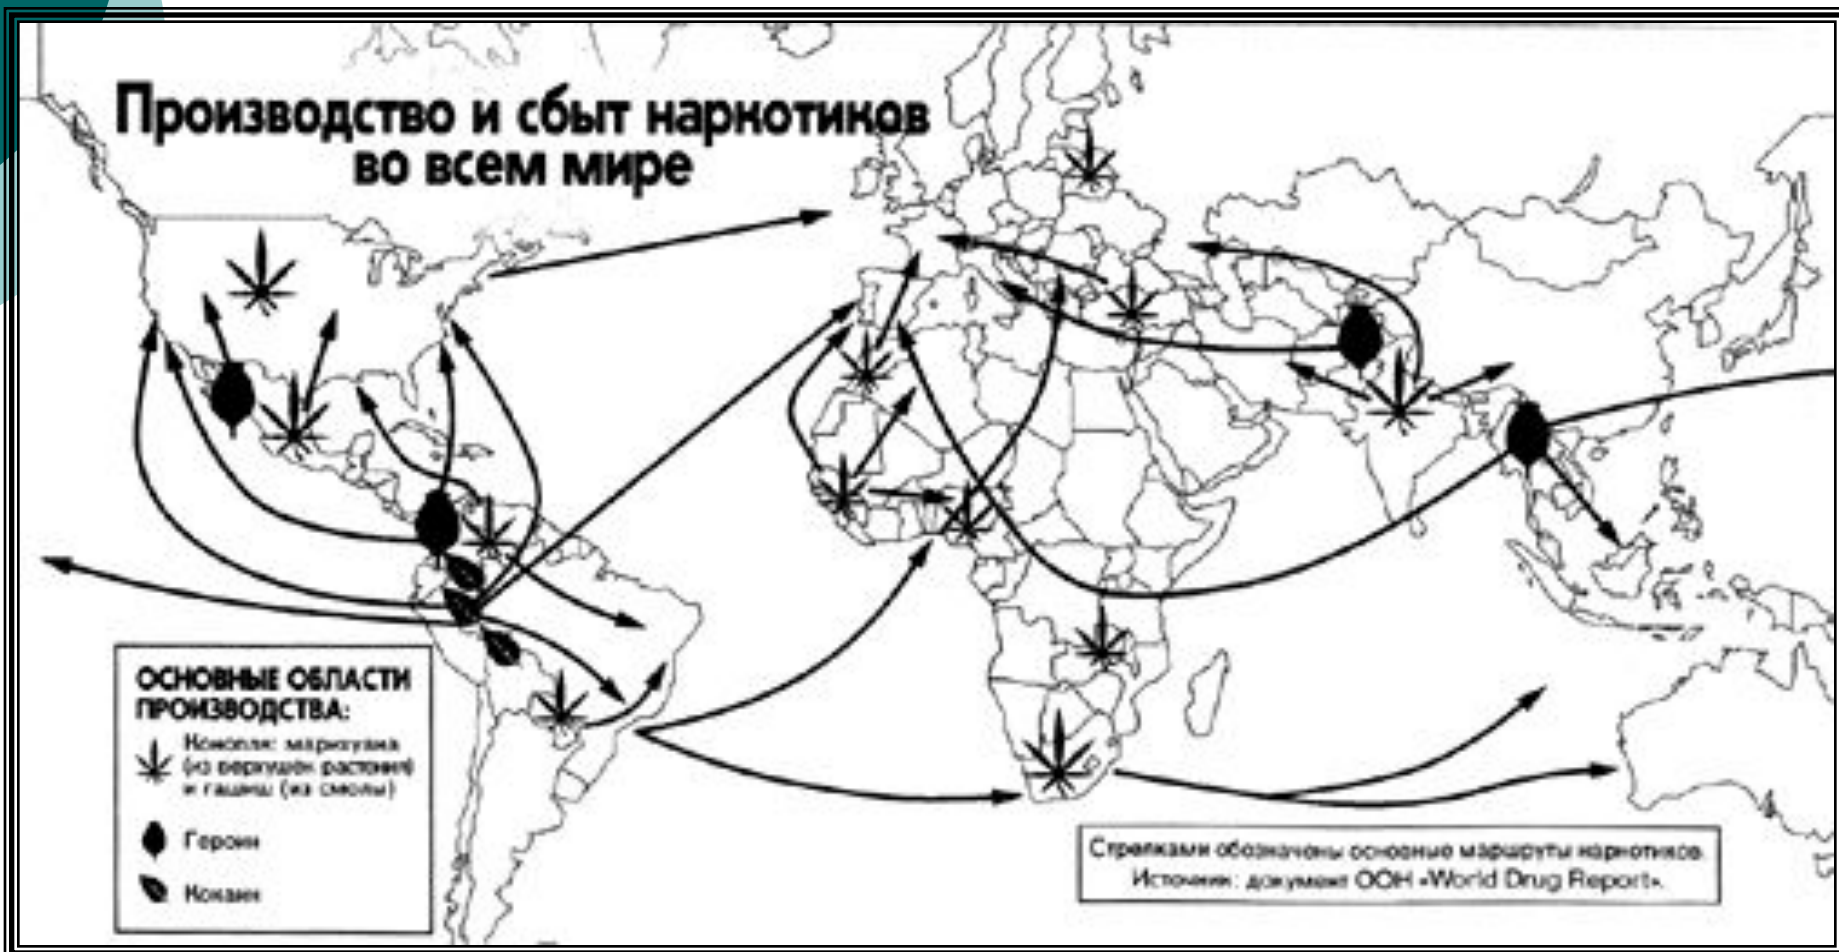 Производство и сбыт наркотиков
во всем мире
ОСНОВНЫЕ ОБЛАСТИ
ПРОИЗВОДСТВА:
Конопля: марихуана
(из верхушек растения)
и гашиш (из смолы)
Героин
Кокаин
Стрелками обозначены основные маршруты наркотиков.
Источник: документ ООН «World Drug Report».